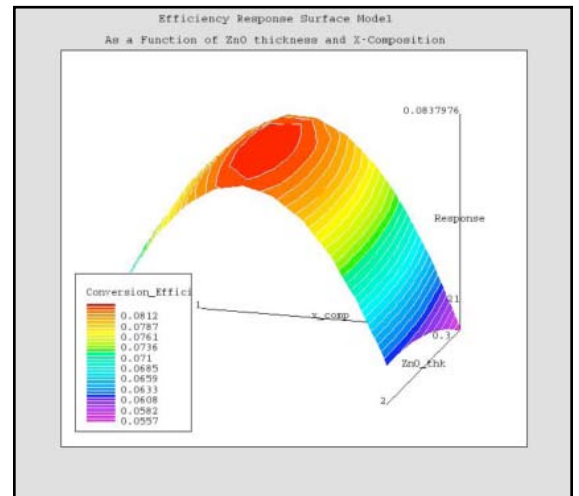 Efficiency Response Surface Model
As a Function of ZnO thickness and X-Composition
0.0837976
Response
Conversion_Effici
0.0812
0.0787
0.0761
0.0736
0.071
0.0685
0.0659
0.0633
0.0608
0.0582
0.0557
1
x_comp
21
0.3
ZnO_thk
2